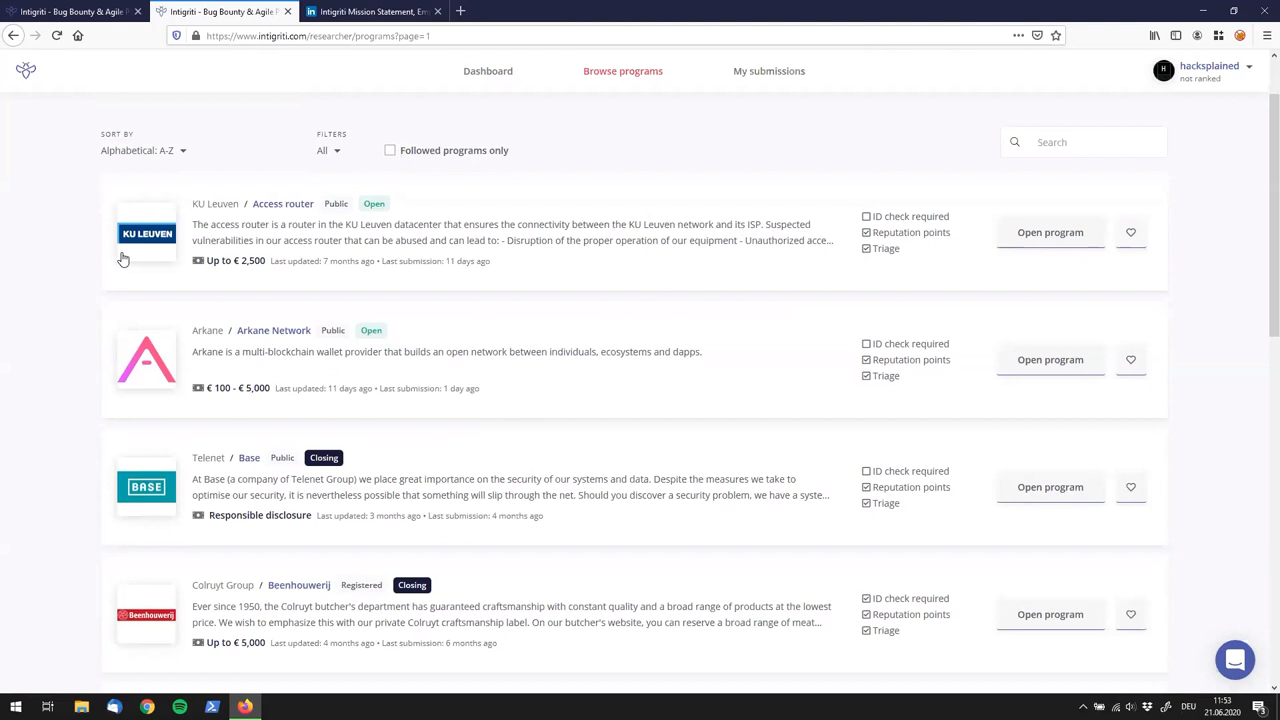 Intigriti - Bug Bounty & Agile P
Intigriti - Bug Bounty & Agile P
Intigriti Mission Statement, Em
https://www.intigriti.com/researcher/programs?page=1
Dashboard
Browse programs
My submissions
hacksplained
not ranked
SORT BY
Alphabetical: A-Z
FILTERS
All
Followed programs only
Search
KU LEUVEN
KU Leuven / Access router Public Open
The access router is a router in the KU Leuven datacenter that ensures the connectivity between the KU Leuven network and its ISP. Suspected
vulnerabilities in our access router that can be abused and can lead to: - Disruption of the proper operation of our equipment - Unauthorized acce...
Up to € 2,500 Last updated: 7 months ago • Last submission: 11 days ago
ID check required
Reputation points
Triage
Open program
Arkane / Arkane Network Public Open
Arkane is a multi-blockchain wallet provider that builds an open network between individuals, ecosystems and dapps.
€ 100 - € 5,000 Last updated: 11 days ago • Last submission: 1 day ago
ID check required
Reputation points
Triage
Open program
BASE
Telenet / Base Public Closing
At Base (a company of Telenet Group) we place great importance on the security of our systems and data. Despite the measures we take to
optimise our security, it is nevertheless possible that something will slip through the net. Should you discover a security problem, we have a syste...
Responsible disclosure Last updated: 3 months ago • Last submission: 4 months ago
ID check required
Reputation points
Triage
Open program
Beenhouwerij
Colruyt Group / Beenhouwerij Registered Closing
Ever since 1950, the Colruyt butcher's department has guaranteed craftsmanship with constant quality and a broad range of products at the lowest
price. We wish to emphasize this with our private Colruyt craftsmanship label. On our butcher's website, you can reserve a broad range of meat...
Up to € 5,000 Last updated: 4 months ago • Last submission: 6 months ago
ID check required
Reputation points
Triage
Open program
DEU
11:53
21.06.2020
3